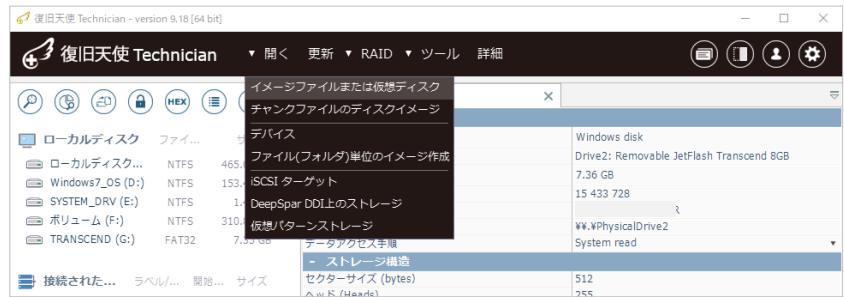 復旧天使 Technician - version 9.18 [64 bit]
復旧天使 Technician ▼ 開く 更新 ▼ RAID ▼ ツール 詳細
イメージファイルまたは仮想ディスク
チャンクファイルのディスクイメージ
デバイス
ファイル(フォルダ)単位のイメージ作成
iSCSI ターゲット
DeepSpar DDI上のストレージ
仮想パターンストレージ
HEX
ローカルディスク ファイ...
ローカルディスク... NTFS 465.
Windows7_OS (D:) NTFS 153.
SYSTEM_DRV (E:) NTFS 1.
ボリューム (F:) NTFS 310.
TRANSCEND (G:) FAT32 7.53 GB
接続された... ラベル/... 開始... サイズ
Windows disk
Drive2: Removable JetFlash Transcend 8GB
7.36 GB
15 433 728
¥¥.¥PhysicalDrive2
データアクセス手順 System read
- ストレージ構造
セクターサイズ (bytes) 512
ヘッド (Heads) 255